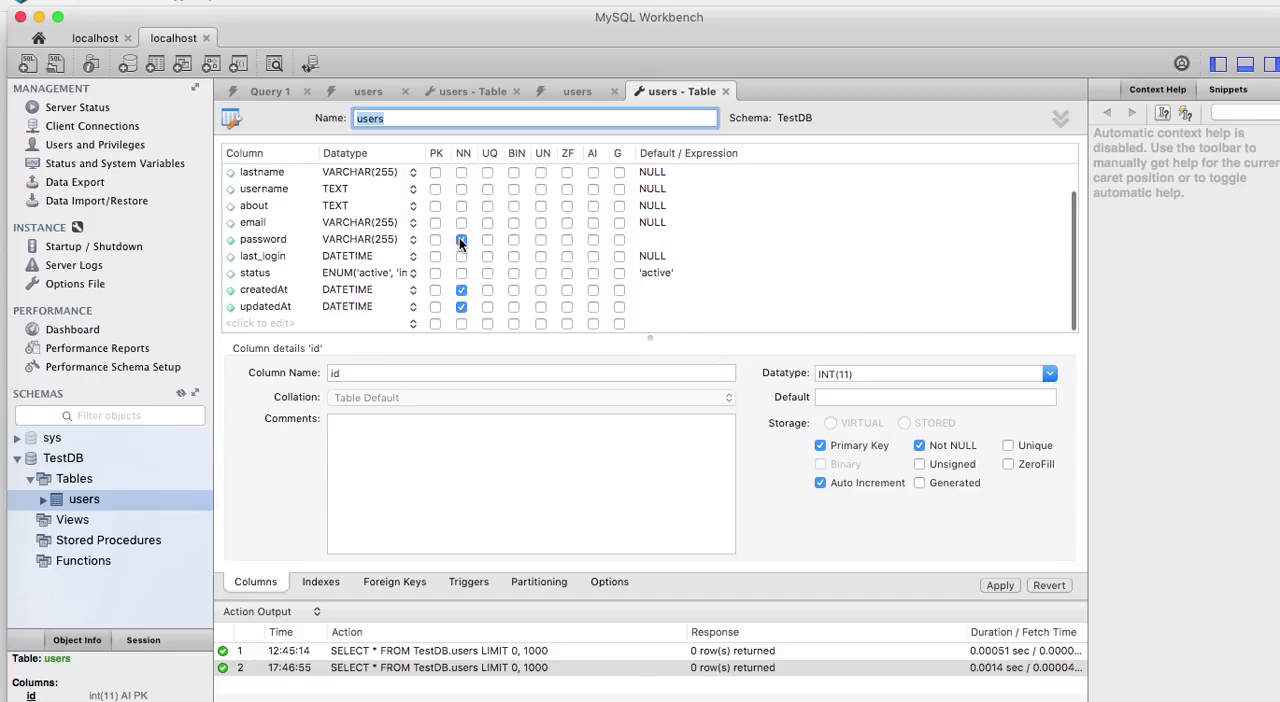 MySQL Workbench
localhost localhost
MANAGEMENT
Server Status
Client Connections
Users and Privileges
Status and System Variables
Data Export
Data Import/Restore
INSTANCE
Startup / Shutdown
Server Logs
Options File
PERFORMANCE
Dashboard
Performance Reports
Performance Schema Setup
SCHEMAS
Filter objects
sys
TestDB
Tables
users
Views
Stored Procedures
Functions
Object Info Session
Table: users
Columns:
id int(11) AI PK
Query 1 users users - Table users users - Table
Name: users Schema: TestDB
Column Datatype PK NN UQ BIN UN ZF AI G Default / Expression
lastname VARCHAR(255) NULL
username TEXT NULL
about TEXT NULL
email VARCHAR(255) NULL
password VARCHAR(255)
last_login DATETIME NULL
status ENUM('active', 'in 'active'
createdAt DATETIME
updatedAt DATETIME
<click to edit>
Column details 'id'
Column Name: id Datatype: INT(11)
Collation: Table Default Default
Comments: Storage: VIRTUAL STORED
Primary Key Not NULL Unique
Binary Unsigned ZeroFill
Auto Increment Generated
Columns Indexes Foreign Keys Triggers Partitioning Options Apply Revert
Action Output
Time Action Response Duration / Fetch Time
1 12:45:14 SELECT * FROM TestDB.users LIMIT 0, 1000 0 row(s) returned 0.00051 sec / 0.0000...
2 17:46:55 SELECT * FROM TestDB.users LIMIT 0, 1000 0 row(s) returned 0.0014 sec / 0.00004...
Context Help Snippets
Automatic context help is
disabled. Use the toolbar to
manually get help for the curren
caret position or to toggle
automatic help.